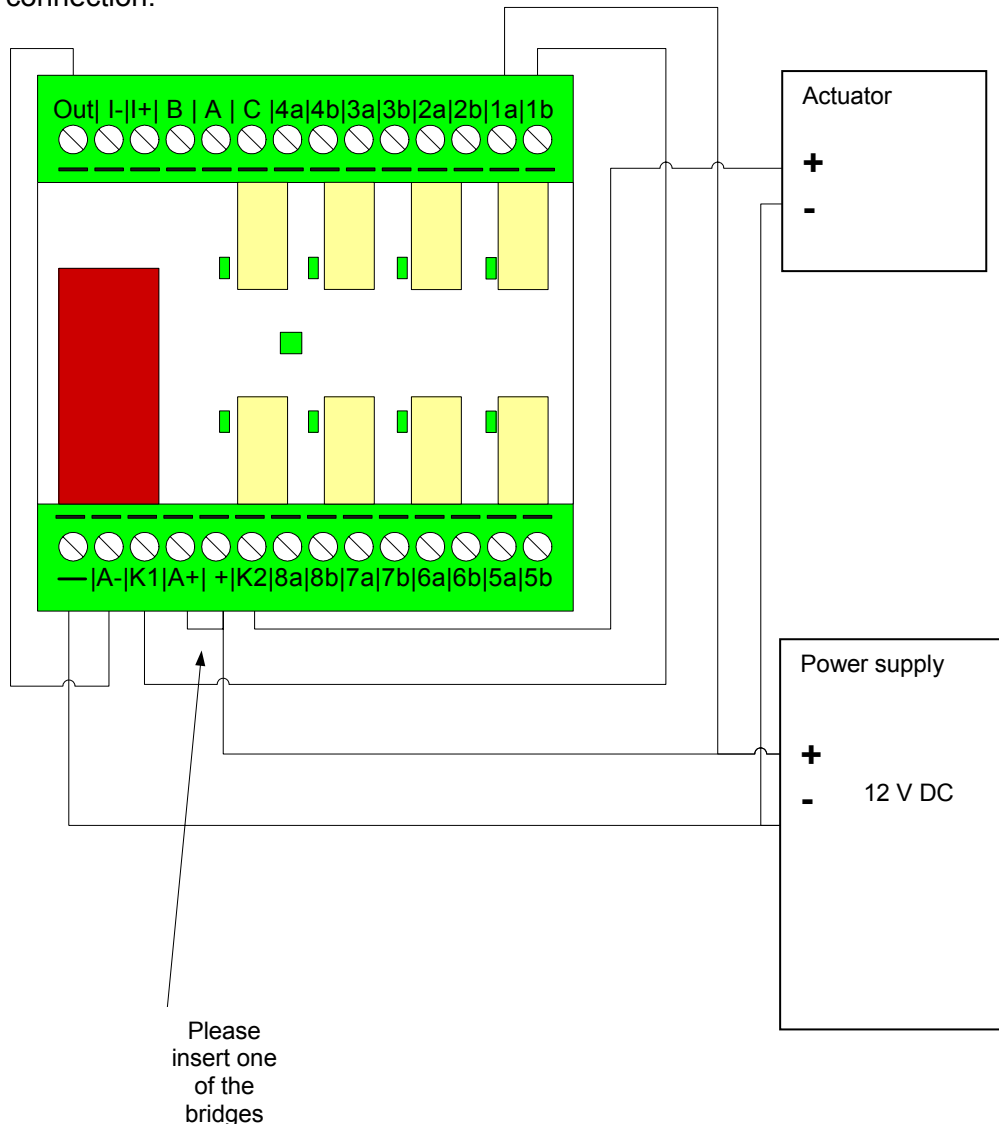 connection.
Out| I-|I+| B | A | C |4a|4b|3a|3b|2a|2b|1a|1b
Actuator
+
-
— |A-|K1|A+| +|K2|8a|8b|7a|7b|6a|6b|5a|5b
Power supply
+
- 12 V DC
Please
insert one
of the
bridges